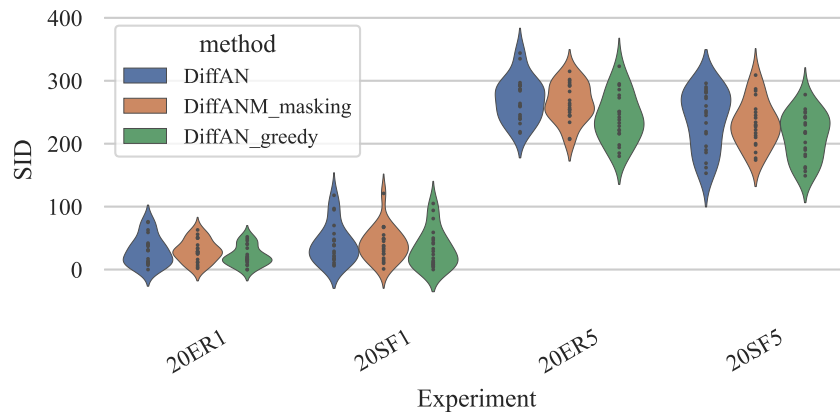 400
300
200
100
0
SID
method
DiffAN
DiffANM_masking
DiffAN_greedy
20ER1
20SF1
20ER5
20SF5
Experiment